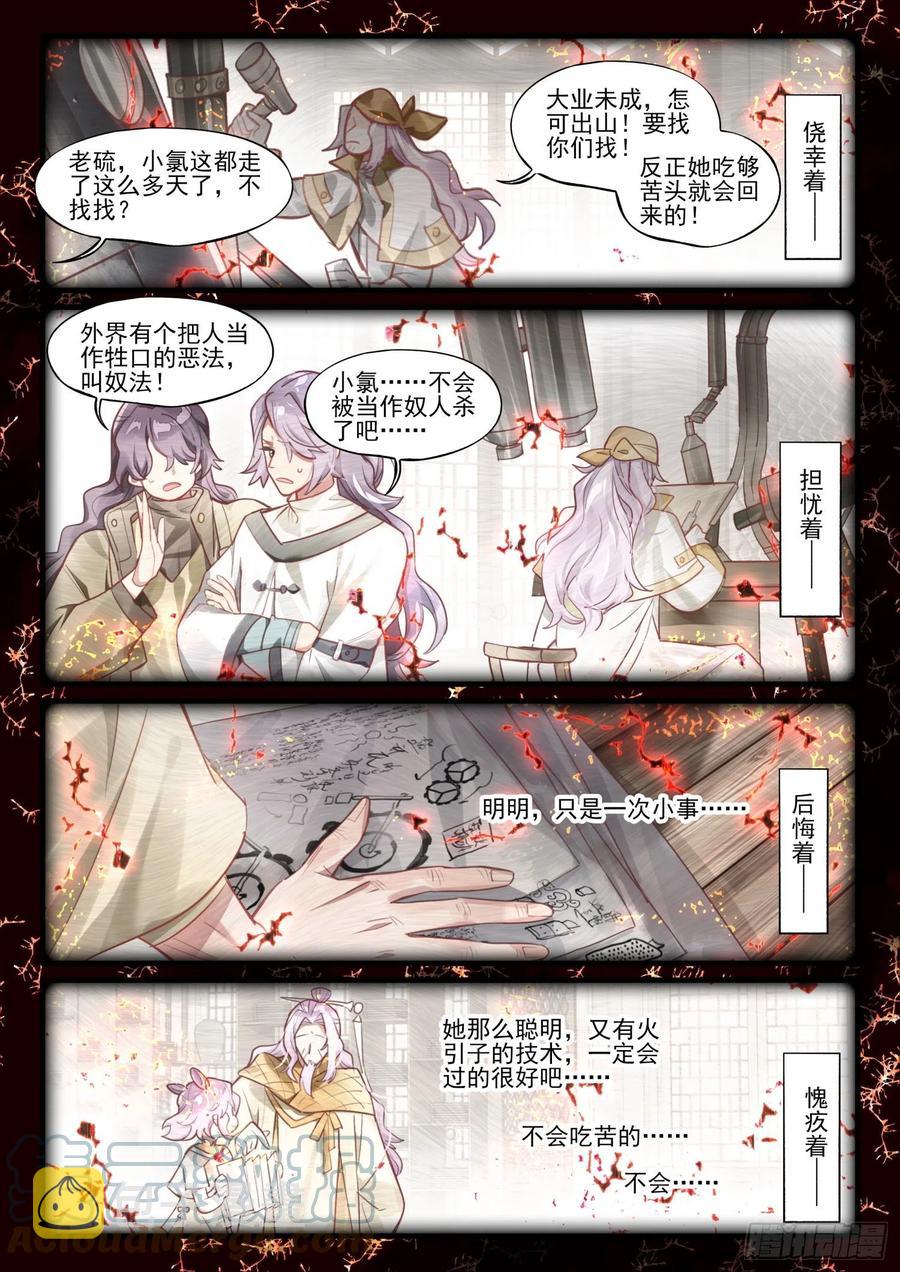 老硫，小氯这都走
了这么多天了，不
找找？
大业未成，怎
可出山！要找
你们找！
反正她吃够
苦头就会回
来的！
侥幸着——
外界有个把人当
作牲口的恶法，
叫奴法！
小氯……不会
被当作奴人杀
了吧……
担忧着——
明明，只是一次小事……
后悔着——
她那么聪明，又有火
引子的技术，一定会
过的很好吧……
不会吃苦的……
不会……
愧疚着——
腾讯动漫